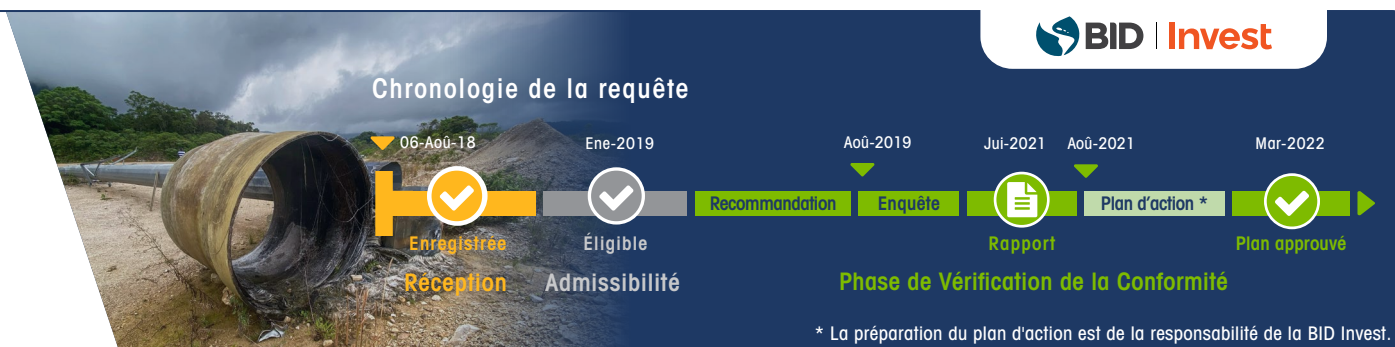 BID Invest
Chronologie de la requête
06-Aoû-18
Ene-2019
Aoû-2019
Jui-2021
Aoû-2021
Mar-2022
Recommandation
Enquête
Plan d'action *
Enregistree
Éligible
Rapport
Plan approuvé
Réception
Admissibilité
Phase de Vérification de la Conformité
* La préparation du plan d'action est de la responsabilité de la BID Invest.